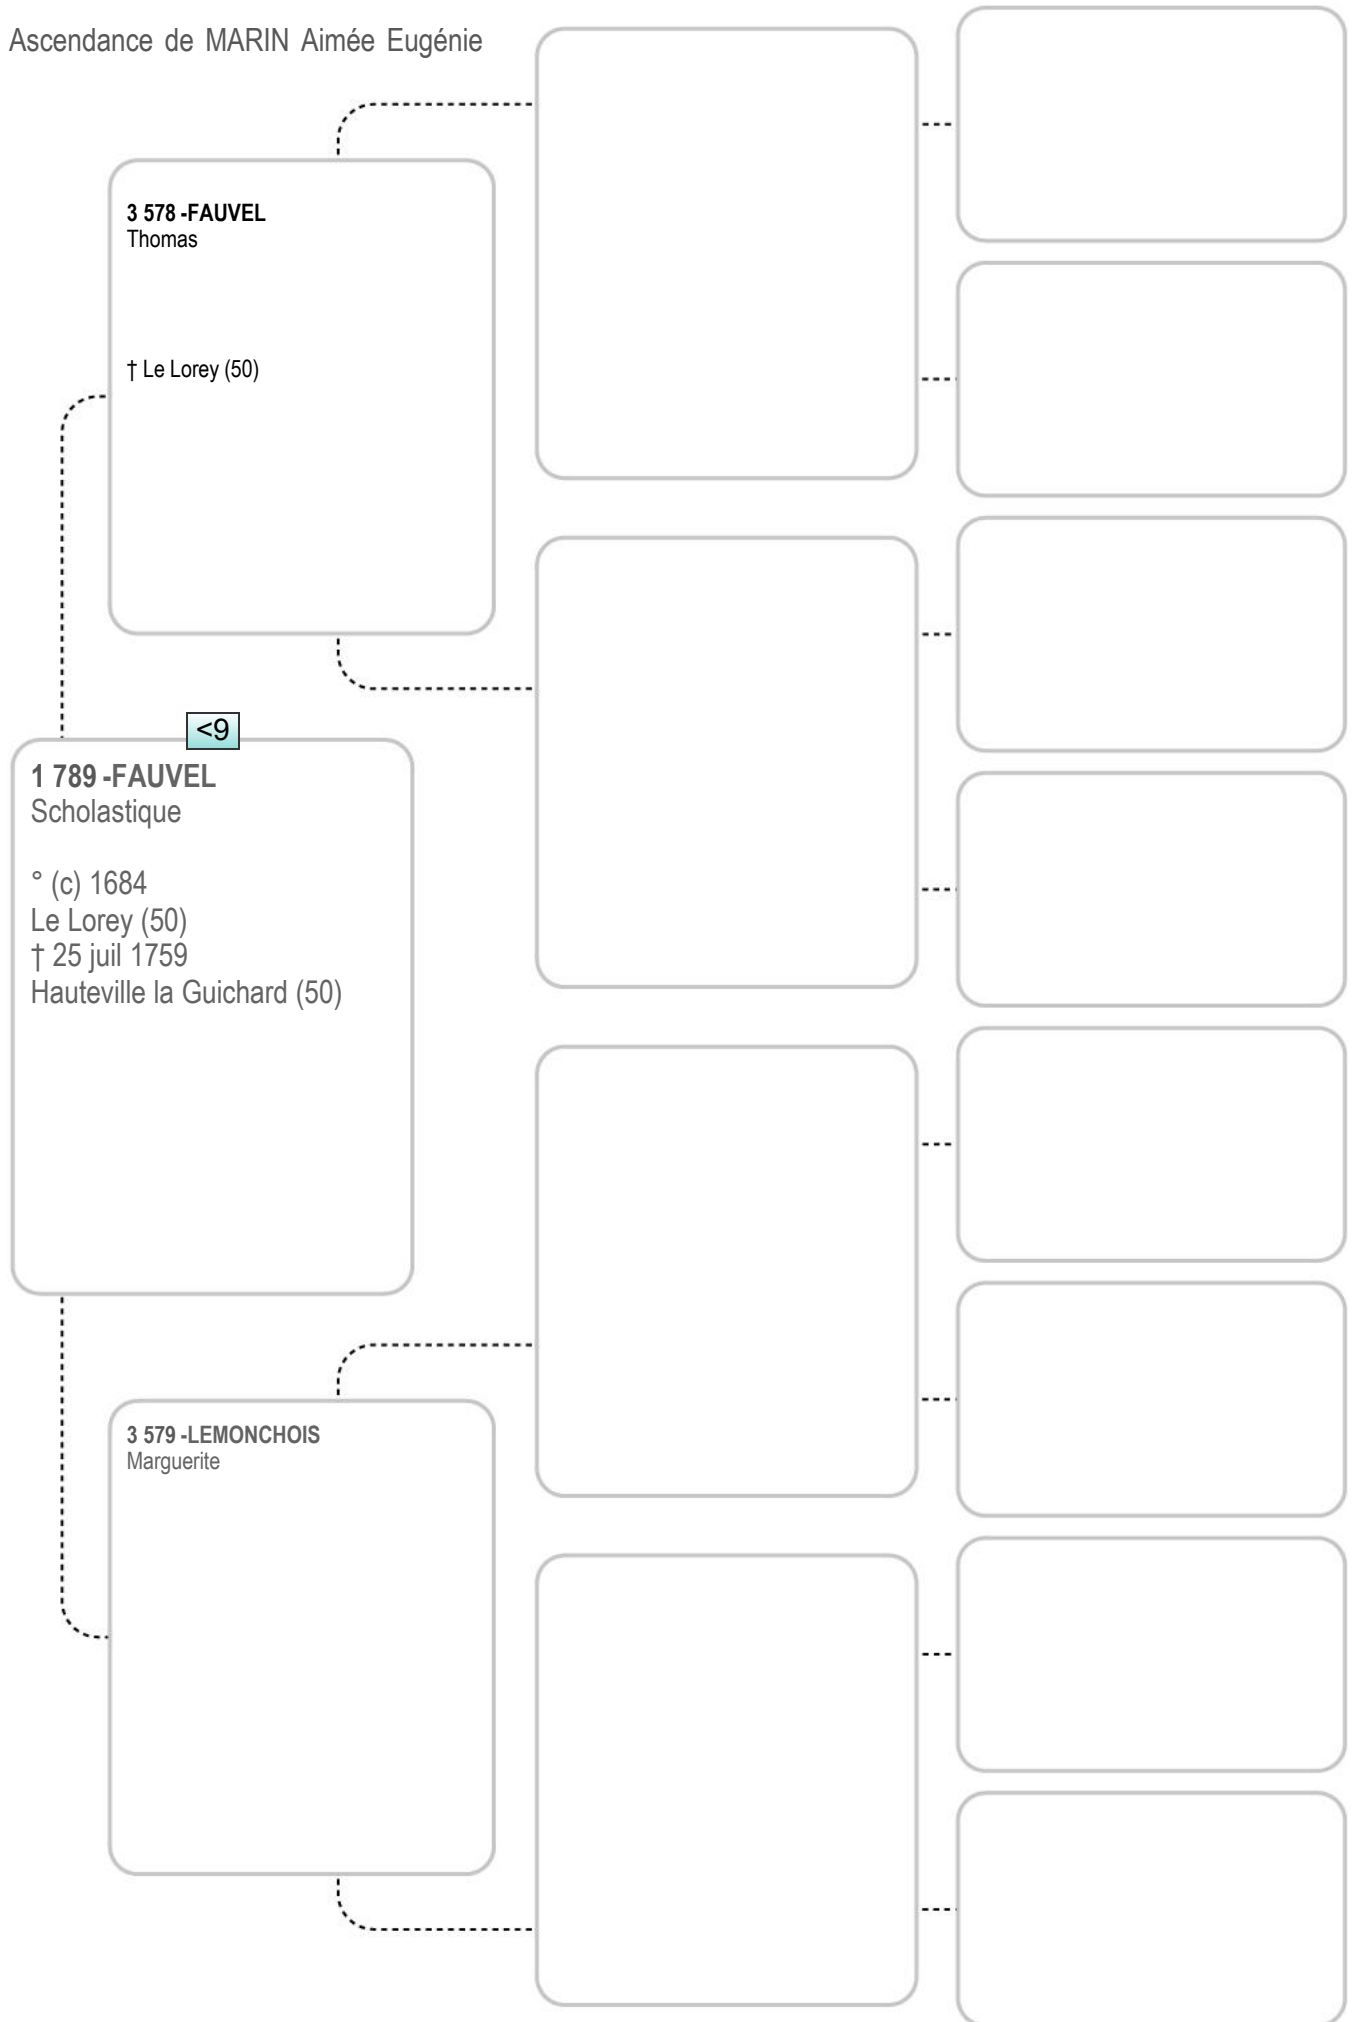 Ascendance de MARIN Aimée Eugénie
3 578 -FAUVEL
Thomas
† Le Lorey (50)
<9
1 789 -FAUVEL
Scholastique
° (c) 1684
Le Lorey (50)
† 25 juil 1759
Hauteville la Guichard (50)
3 579 -LEMONCHOIS
Marguerite